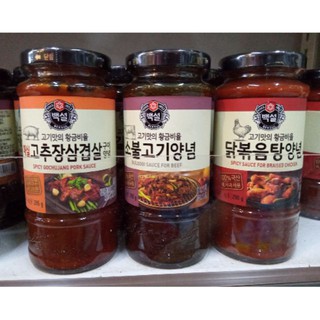 백설
고기맛의 황금비율
고추장삼겹살
SPICY GOCHUJANG PORK SAUCE
백설
고기맛의 황금비율
소불고기양념
BULGOGI SAUCE FOR BEEF
백설
고기맛의 황금비율
닭볶음탕양념
SPICY SAUCE FOR BRAISED CHICKEN